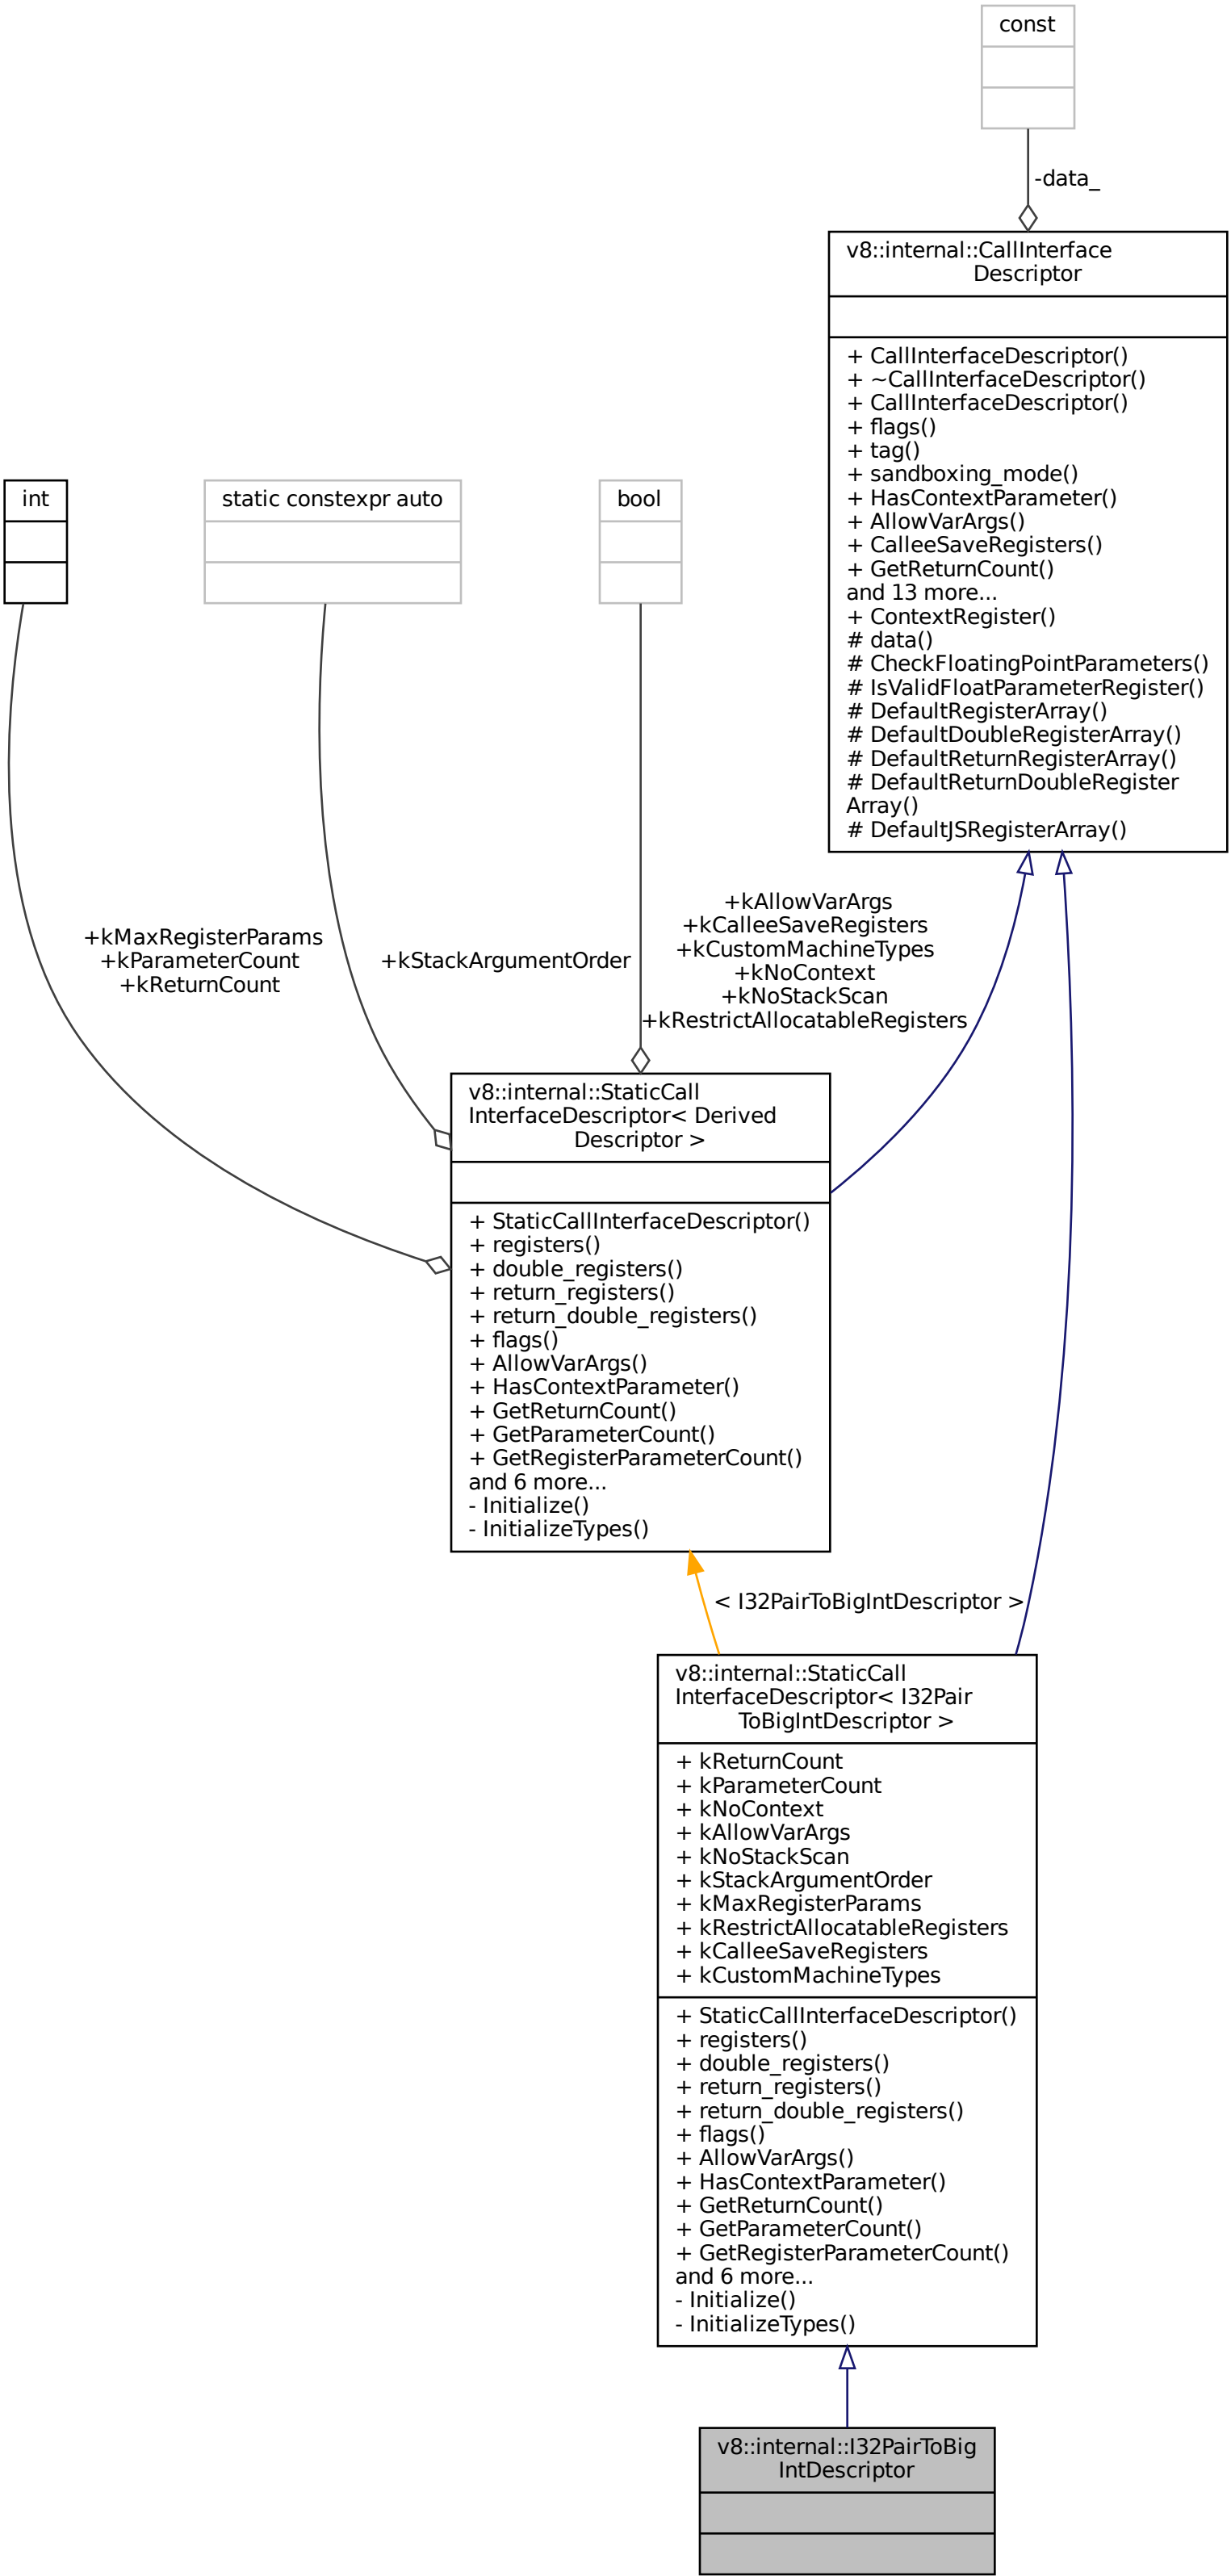 const
-data_
v8::internal::CallInterface
Descriptor
+ CallInterfaceDescriptor()
+ ~CallInterfaceDescriptor()
+ CallInterfaceDescriptor()
+ flags()
+ tag()
+ sandboxing_mode()
+ HasContextParameter()
+ AllowVarArgs()
+ CalleeSaveRegisters()
+ GetReturnCount()
and 13 more...
+ ContextRegister()
# data()
# CheckFloatingPointParameters()
# IsValidFloatParameterRegister()
# DefaultRegisterArray()
# DefaultDoubleRegisterArray()
# DefaultReturnRegisterArray()
# DefaultReturnDoubleRegister
Array()
# DefaultJSRegisterArray()
int
static constexpr auto
bool
+kMaxRegisterParams
+kParameterCount
+kReturnCount
+kStackArgumentOrder
+kAllowVarArgs
+kCalleeSaveRegisters
+kCustomMachineTypes
+kNoContext
+kNoStackScan
+kRestrictAllocatableRegisters
v8::internal::StaticCall
InterfaceDescriptor< Derived
Descriptor >
+ StaticCallInterfaceDescriptor()
+ registers()
+ double_registers()
+ return_registers()
+ return_double_registers()
+ flags()
+ AllowVarArgs()
+ HasContextParameter()
+ GetReturnCount()
+ GetParameterCount()
+ GetRegisterParameterCount()
and 6 more...
- Initialize()
- InitializeTypes()
< I32PairToBigIntDescriptor >
v8::internal::StaticCall
InterfaceDescriptor< I32Pair
ToBigIntDescriptor >
+ kReturnCount
+ kParameterCount
+ kNoContext
+ kAllowVarArgs
+ kNoStackScan
+ kStackArgumentOrder
+ kMaxRegisterParams
+ kRestrictAllocatableRegisters
+ kCalleeSaveRegisters
+ kCustomMachineTypes
+ StaticCallInterfaceDescriptor()
+ registers()
+ double_registers()
+ return_registers()
+ return_double_registers()
+ flags()
+ AllowVarArgs()
+ HasContextParameter()
+ GetReturnCount()
+ GetParameterCount()
+ GetRegisterParameterCount()
and 6 more...
- Initialize()
- InitializeTypes()
v8::internal::I32PairToBig
IntDescriptor